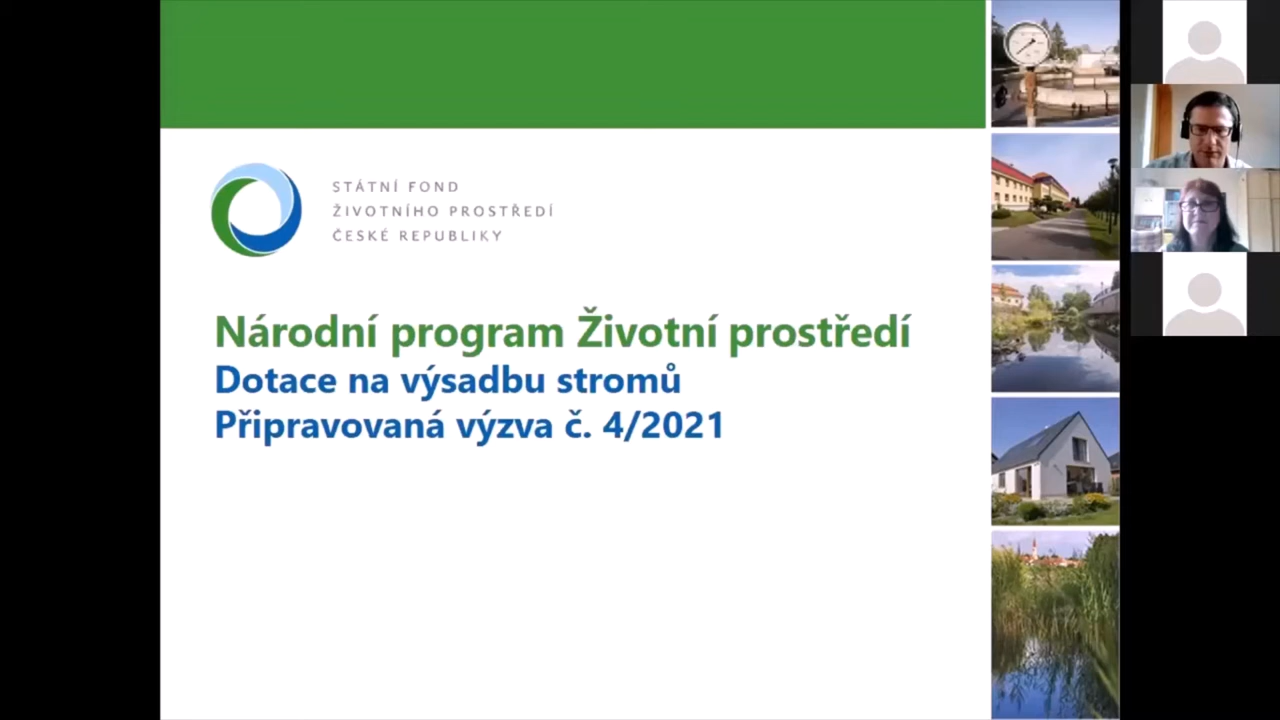 STÁTNÍ FOND
ŽIVOTNÍHO PROSTŘEDÍ
ČESKÉ REPUBLIKY
Národní program Životní prostředí
Dotace na výsadbu stromů
Připravovaná výzva č. 4/2021